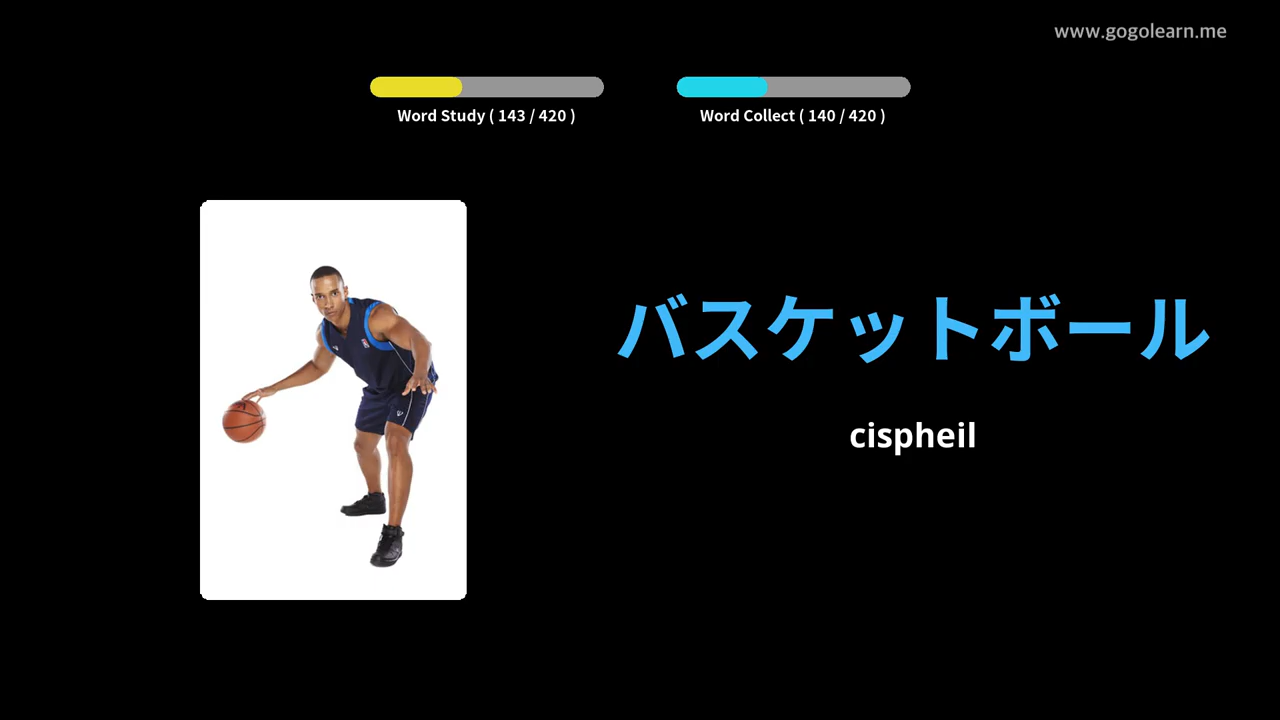 www.gogolearn.me
Word Study ( 143 / 420 )
Word Collect ( 140 / 420 )
バスケットボール
cispheil